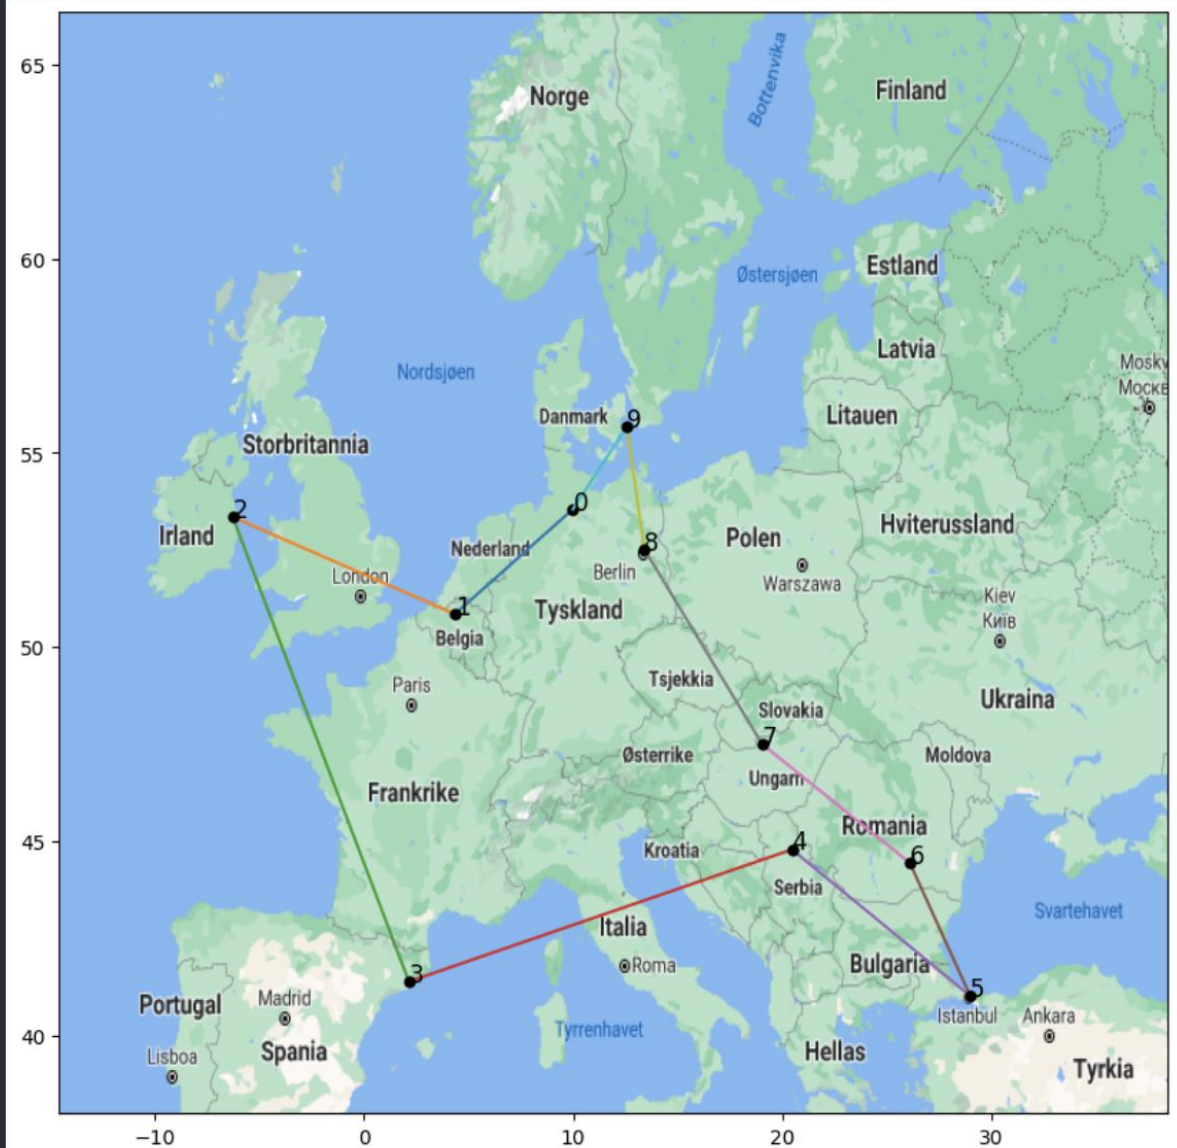 65
Norge
Bottenvika
Finland
60
Østersjøen
Estland
Latvia
Nordsjøen
Moskv
Москв
Danmark
9
Litauen
55
Storbritannia
2
0
Irland
Nederland
8
Polen
Hviterussland
London
Berlin
Warszawa
1
Tyskland
Kiev
Київ
50
Belgia
Paris
Tsjekkia
Slovakia
Ukraina
7
Østerrike
Ungarn
Moldova
Frankrike
45
Kroatia
4
Romania
6
Serbia
Svartehavet
Italia
3
Roma
Bulgaria
5
Portugal
Madrid
Istanbul
Ankara
40
Tyrrenhavet
Lisboa
Spania
Hellas
Tyrkia
−10
0
10
20
30